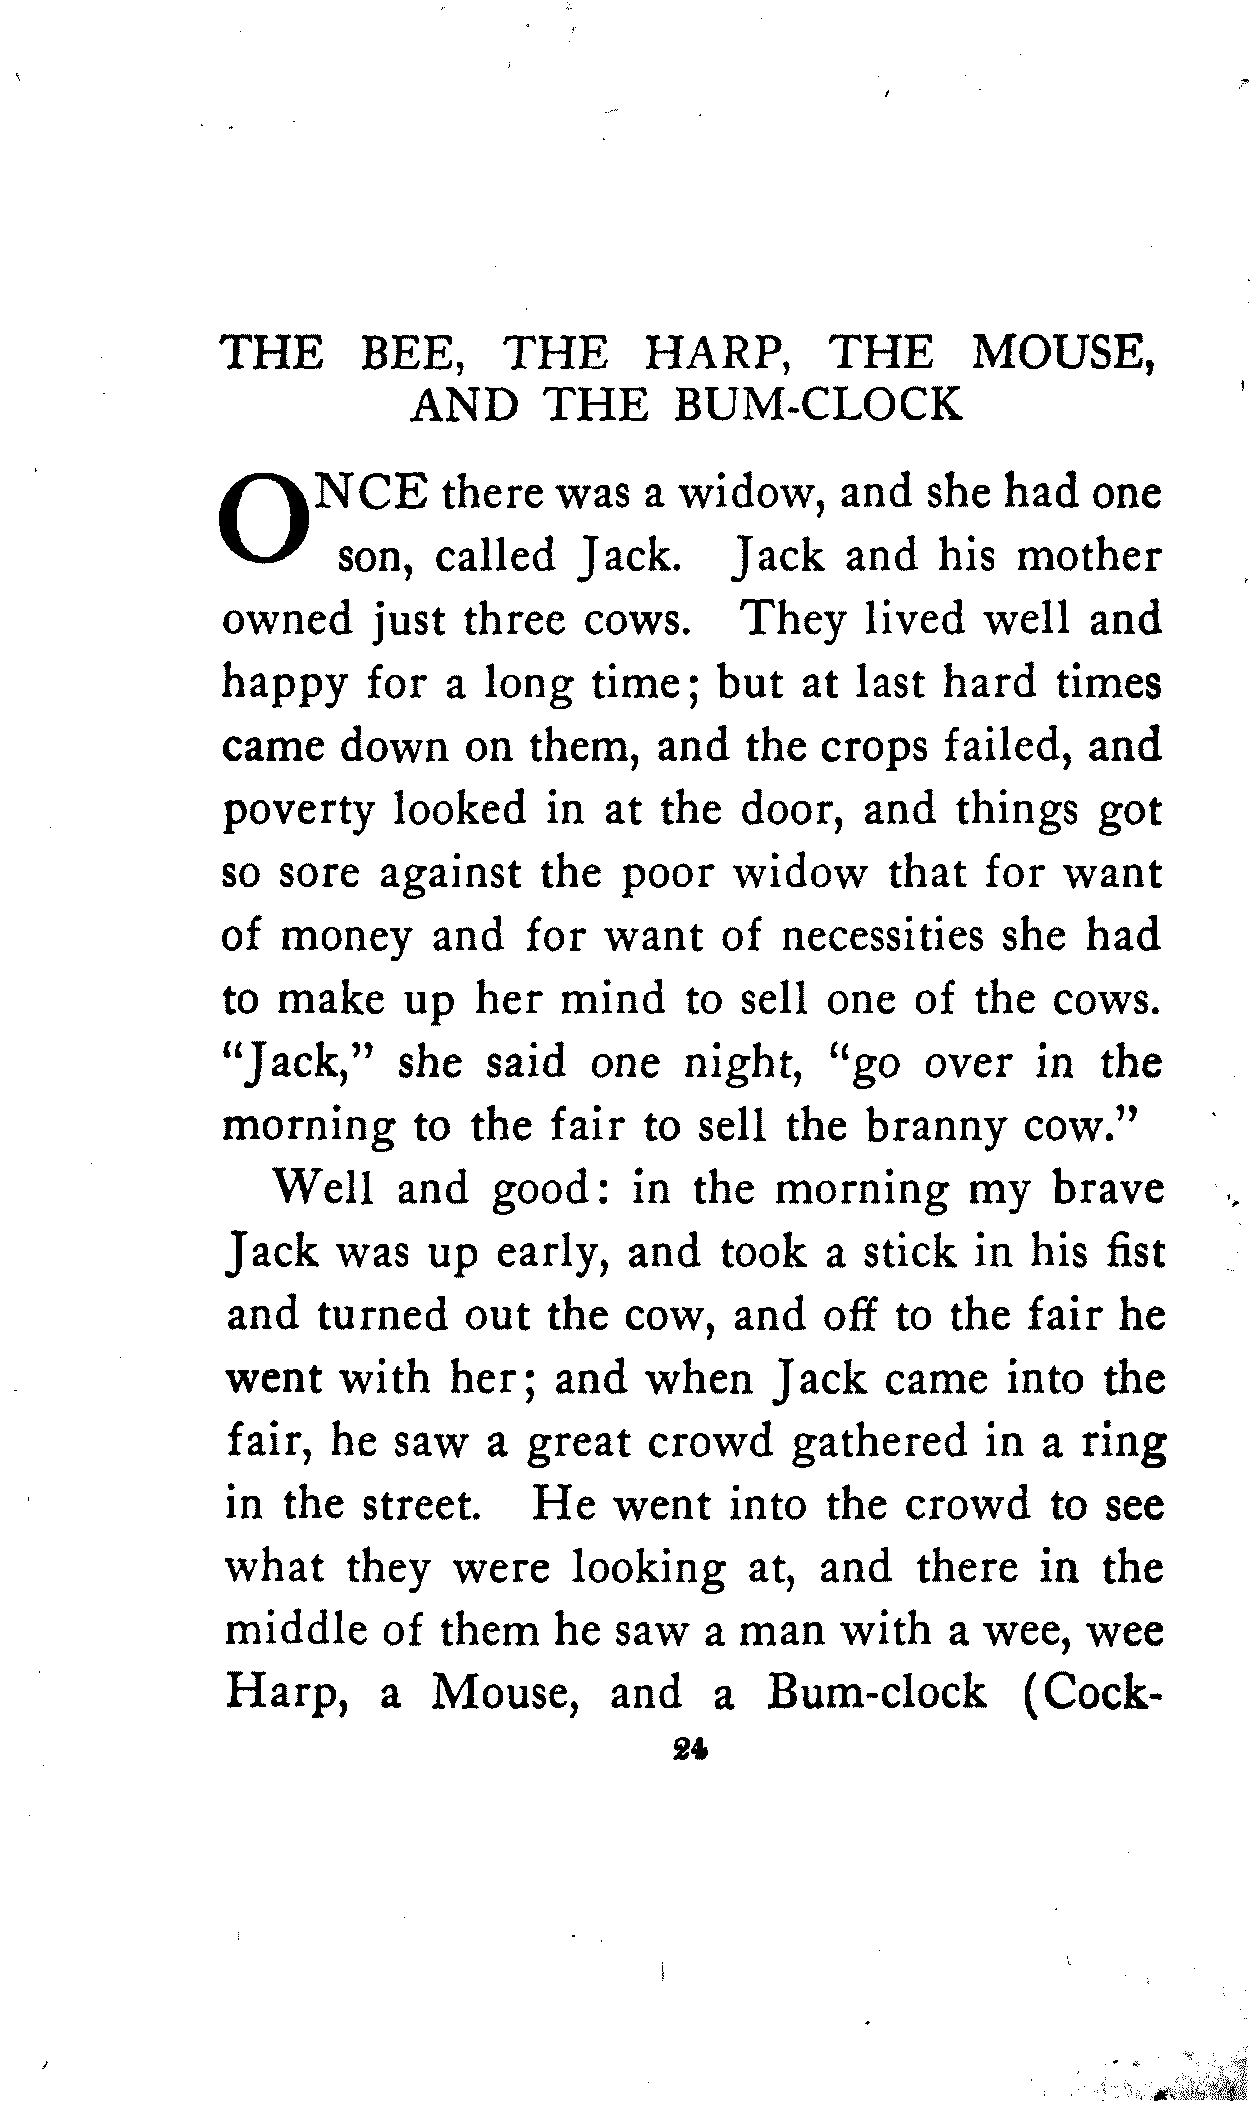 THE BEE, THE HARP, THE MOUSE,
AND THE BUM-CLOCK
ONCE there was a widow, and she had one
son, called Jack. Jack and his mother
owned just three cows. They lived well and
happy for a long time; but at last hard times
came down on them, and the crops failed, and
poverty looked in at the door, and things got
so sore against the poor widow that for want
of money and for want of necessities she had
to make up her mind to sell one of the cows.
“Jack,” she said one night, “go over in the
morning to the fair to sell the branny cow.”
Well and good: in the morning my brave
Jack was up early, and took a stick in his fist
and turned out the cow, and off to the fair he
went with her; and when Jack came into the
fair, he saw a great crowd gathered in a ring
in the street. He went into the crowd to see
what they were looking at, and there in the
middle of them he saw a man with a wee, wee
Harp, a Mouse, and a Bum-clock (Cock-
24